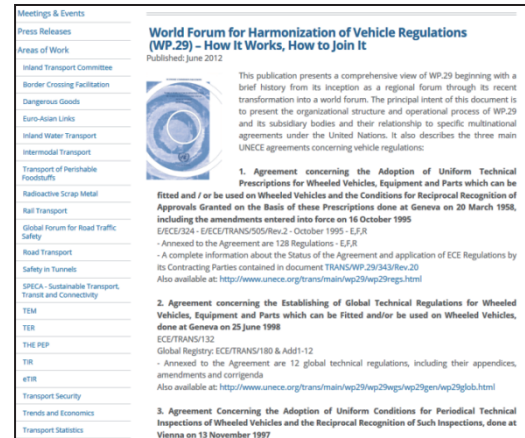 Meetings & Events
Press Releases
Areas of Work
Inland Transport Committee
Border Crossing Facilitation
Dangerous Goods
Euro-Asian Links
Inland Water Transport
Intermodal Transport
Transport of Perishable
Foodstuffs
Radioactive Scrap Metal
Rail Transport
Global Forum for Road Traffic
Safety
Road Transport
Safety in Tunnels
SPECA - Sustainable Transport,
Transit and Connectivity
TEM
TER
THE PEP
TIR
eTIR
Transport Security
Trends and Economics
Transport Statistics
World Forum for Harmonization of Vehicle Regulations
(WP.29) – How It Works, How to Join It
Published: June 2012
This publication presents a comprehensive view of WP.29 beginning with a
brief history from its inception as a regional forum through its recent
transformation into a world forum. The principal intent of this document is
to present the organizational structure and operational process of WP.29
and its subsidiary bodies and their relationship to specific multinational
agreements under the United Nations. It also describes the three main
UNECE agreements concerning vehicle regulations:
1. Agreement concerning the Adoption of Uniform Technical
Prescriptions for Wheeled Vehicles, Equipment and Parts which can be
fitted and / or be used on Wheeled Vehicles and the Conditions for Reciprocal Recognition of
Approvals Granted on the Basis of these Prescriptions done at Geneva on 20 March 1958,
including the amendments entered into force on 16 October 1995
E/ECE/324 - E/ECE/TRANS/505/Rev.2 - October 1995 - E,F,R
- Annexed to the Agreement are 128 Regulations - E,F,R
- A complete information about the Status of the Agreement and application of ECE Regulations by
its Contracting Parties contained in document TRANS/WP.29/343/Rev.20
Also available at: http://www.unece.org/trans/main/wp29/wp29regs.html
2. Agreement concerning the Establishing of Global Technical Regulations for Wheeled
Vehicles, Equipment and Parts which can be Fitted and/or be used on Wheeled Vehicles,
done at Geneva on 25 June 1998
ECE/TRANS/132
Global Registry: ECE/TRANS/180 & Add1-12
- Annexed to the Agreement are 12 global technical regulations, including their appendices,
amendments and corrigenda
Also available at: http://www.unece.org/trans/main/wp29/wp29wgs/wp29gen/wp29glob.html
3. Agreement Concerning the Adoption of Uniform Conditions for Periodical Technical
Inspections of Wheeled Vehicles and the Reciprocal Recognition of Such Inspections, done at
Vienna on 13 November 1997